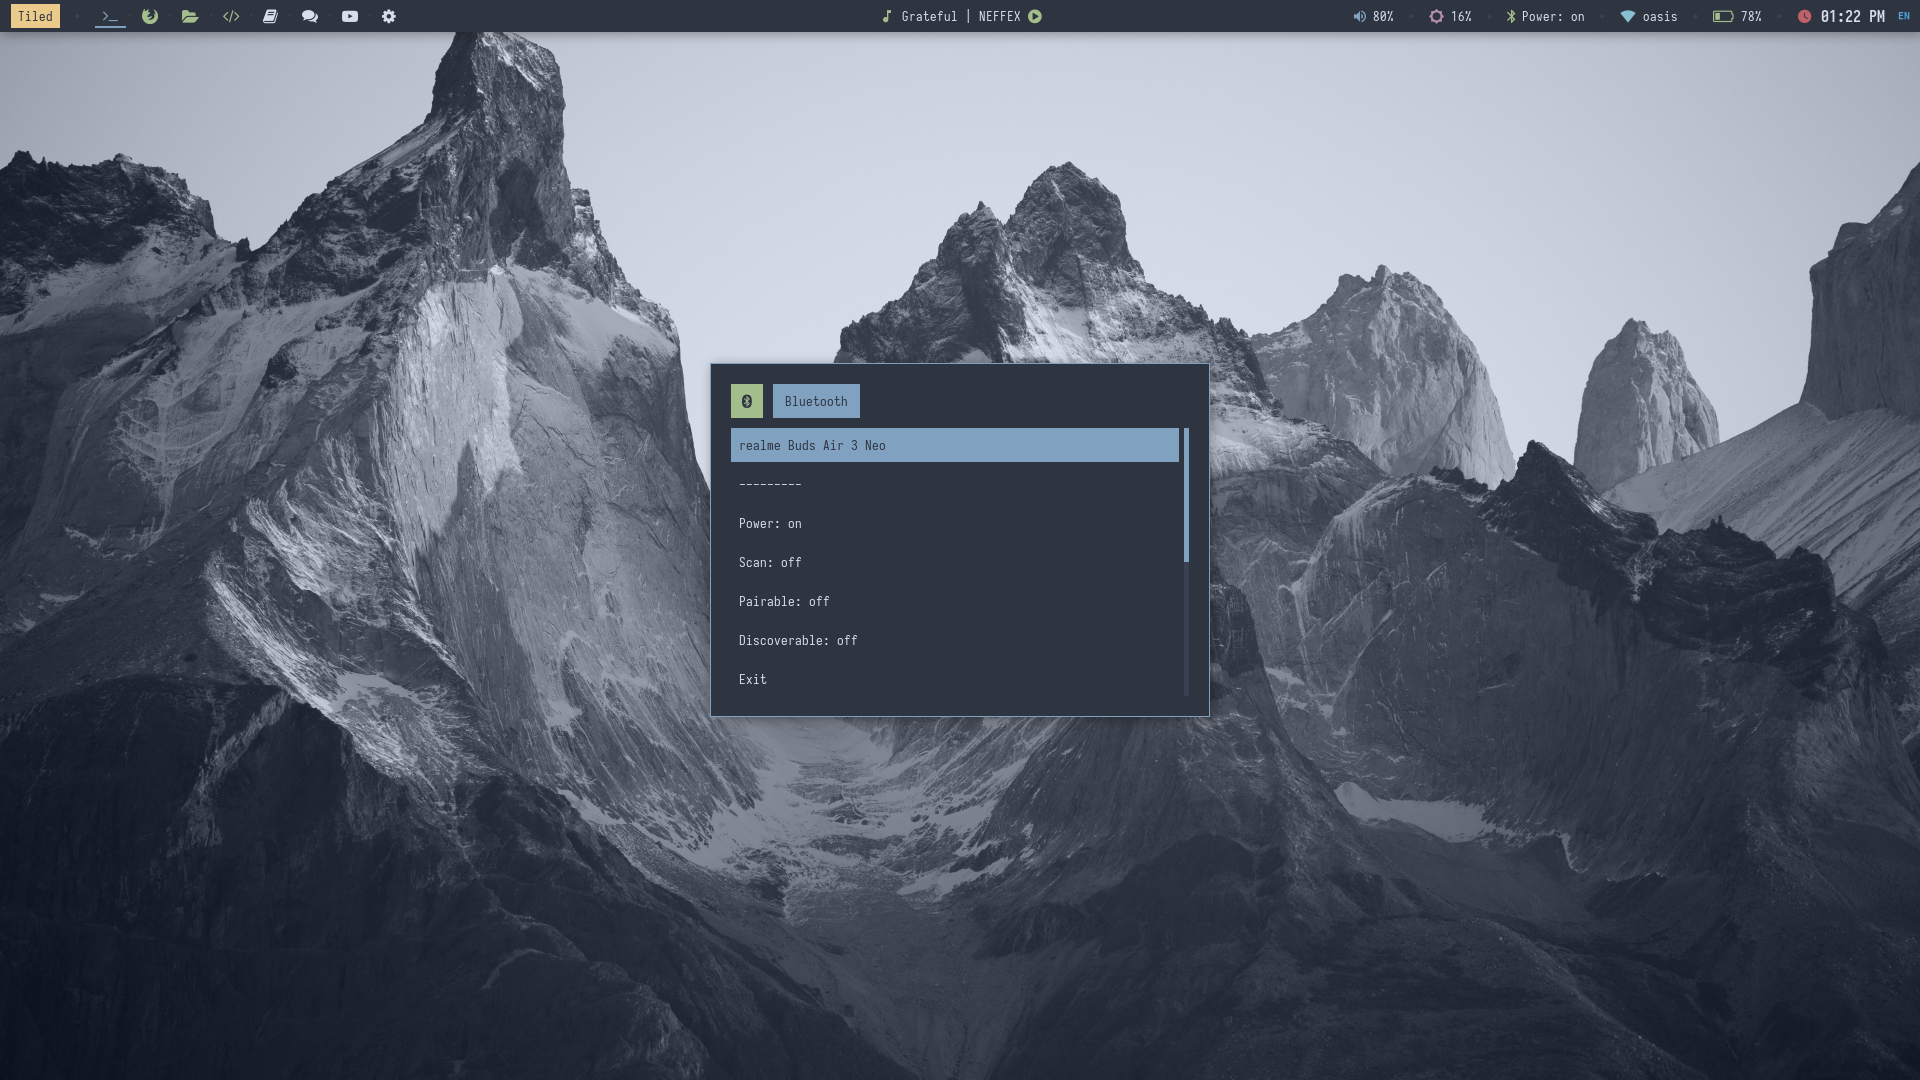 Tiled
Grateful | NEFFEX
80%
16%
Power: on
oasis
78%
01:22 PM
EN
Bluetooth
realme Buds Air 3 Neo
---------
Power: on
Scan: off
Pairable: off
Discoverable: off
Exit